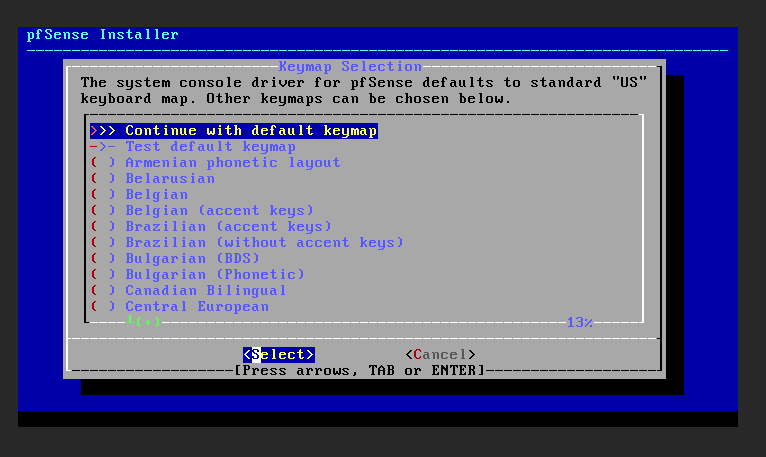 pfSense Installer
Keymap Selection
The system console driver for pfSense defaults to standard "US"
keyboard map. Other keymaps can be chosen below.
>>> Continue with default keymap
->- Test default keymap
( ) Armenian phonetic layout
( ) Belarusian
( ) Belgian
( ) Belgian (accent keys)
( ) Brazilian (accent keys)
( ) Brazilian (without accent keys)
( ) Bulgarian (BDS)
( ) Bulgarian (Phonetic)
( ) Canadian Bilingual
( ) Central European
┴(+) 13%
<Select> <Cancel>
[Press arrows, TAB or ENTER]